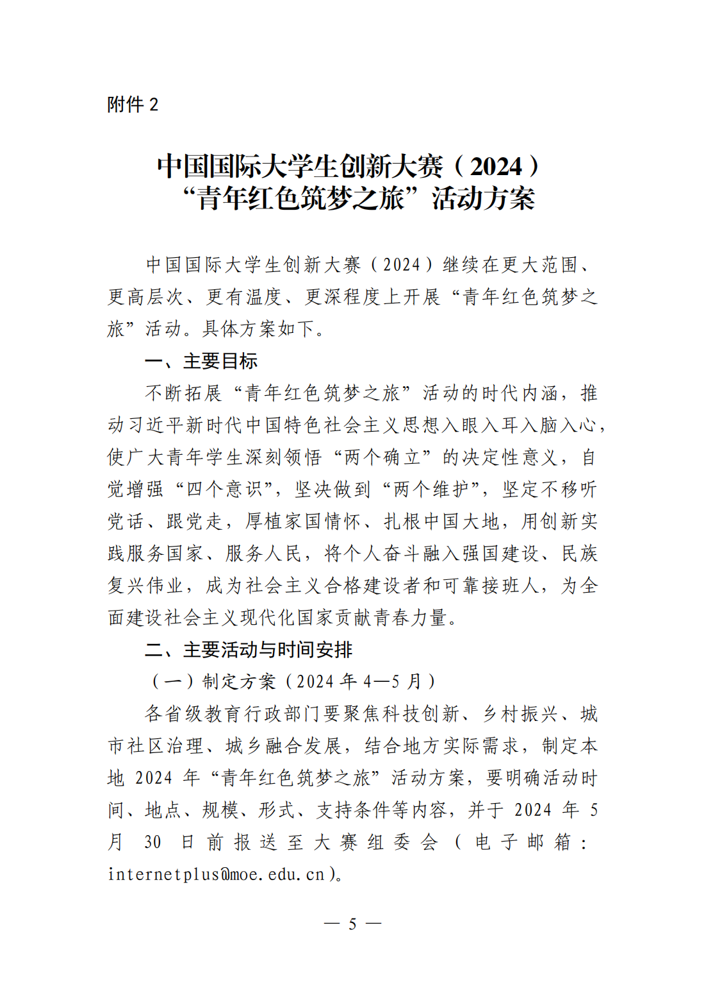 附件 2
中国国际大学生创新大赛（2024）
“青年红色筑梦之旅”活动方案
中国国际大学生创新大赛（2024）继续在更大范围、
更高层次、更有温度、更深程度上开展“青年红色筑梦之
旅”活动。具体方案如下。
一、主要目标
不断拓展“青年红色筑梦之旅”活动的时代内涵，推
动习近平新时代中国特色社会主义思想入眼入耳入脑入心，
使广大青年学生深刻领悟“两个确立”的决定性意义，自
觉增强“四个意识”，坚决做到“两个维护”，坚定不移听
党话、跟党走，厚植家国情怀、扎根中国大地，用创新实
践服务国家、服务人民，将个人奋斗融入强国建设、民族
复兴伟业，成为社会主义合格建设者和可靠接班人，为全
面建设社会主义现代化国家贡献青春力量。
二、主要活动与时间安排
（一）制定方案（2024 年 4—5 月）
各省级教育行政部门要聚焦科技创新、乡村振兴、城
市社区治理、城乡融合发展，结合地方实际需求，制定本
地 2024 年“青年红色筑梦之旅”活动方案，要明确活动时
间、地点、规模、形式、支持条件等内容，并于 2024 年 5
月 30 日前报送至大赛组委会（电子邮箱：
internetplus@moe.edu.cn）。
— 5 —